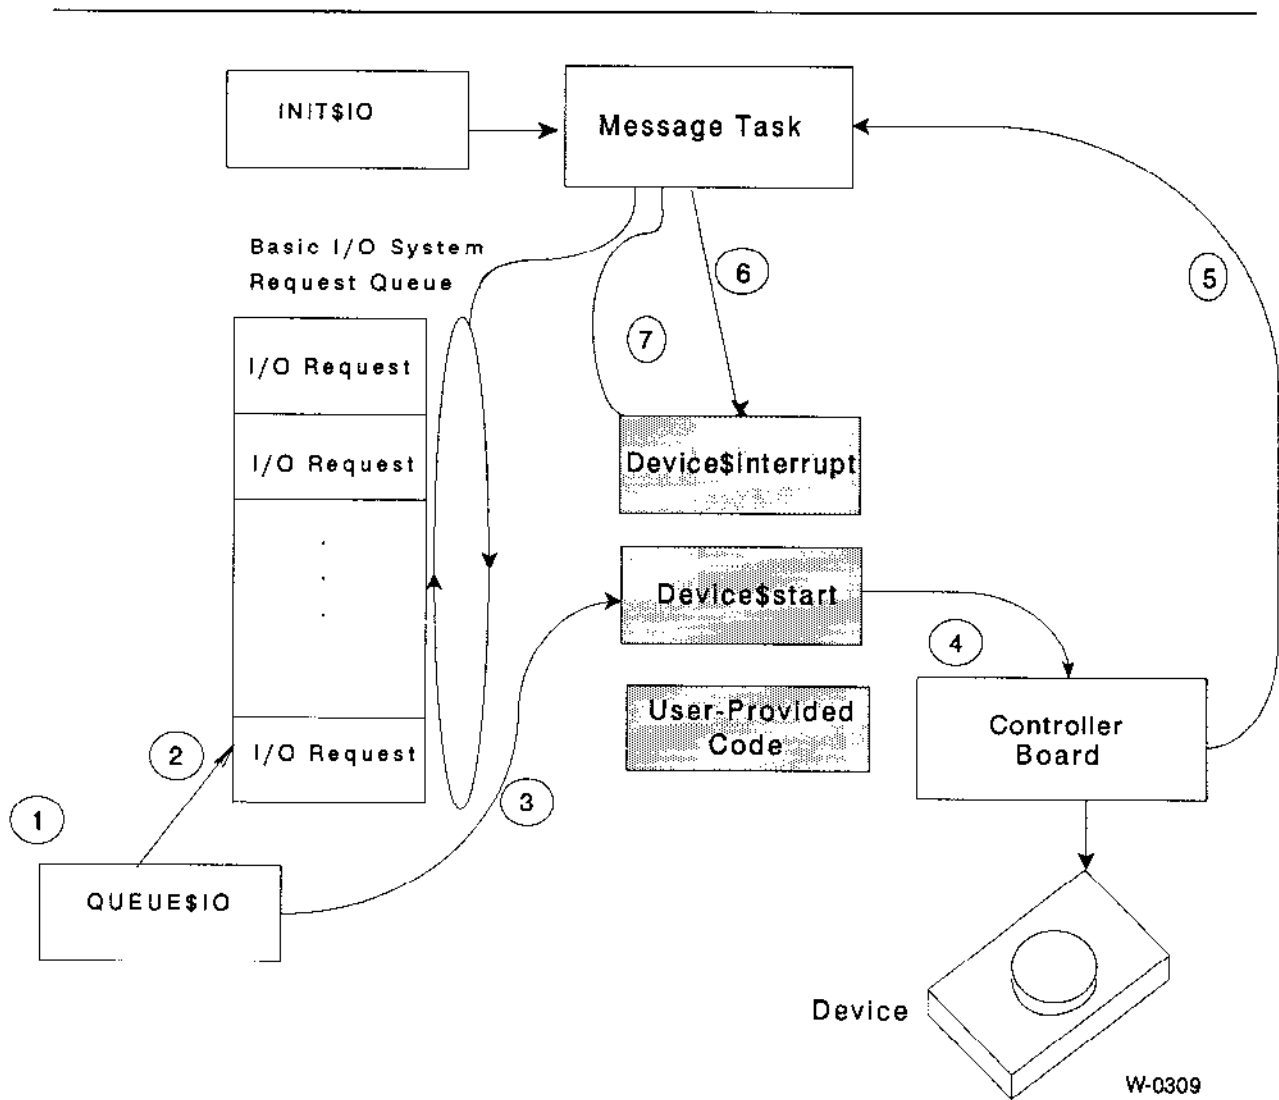 INIT$IO
Message Task
Basic I/O System
Request Queue
6
5
7
I/O Request
I/O Request
Device$Interrupt
.
.
.
Device$start
4
User-Provided
Code
Controller
Board
2
I/O Request
3
1
QUEUE$IO
Device
W-0309